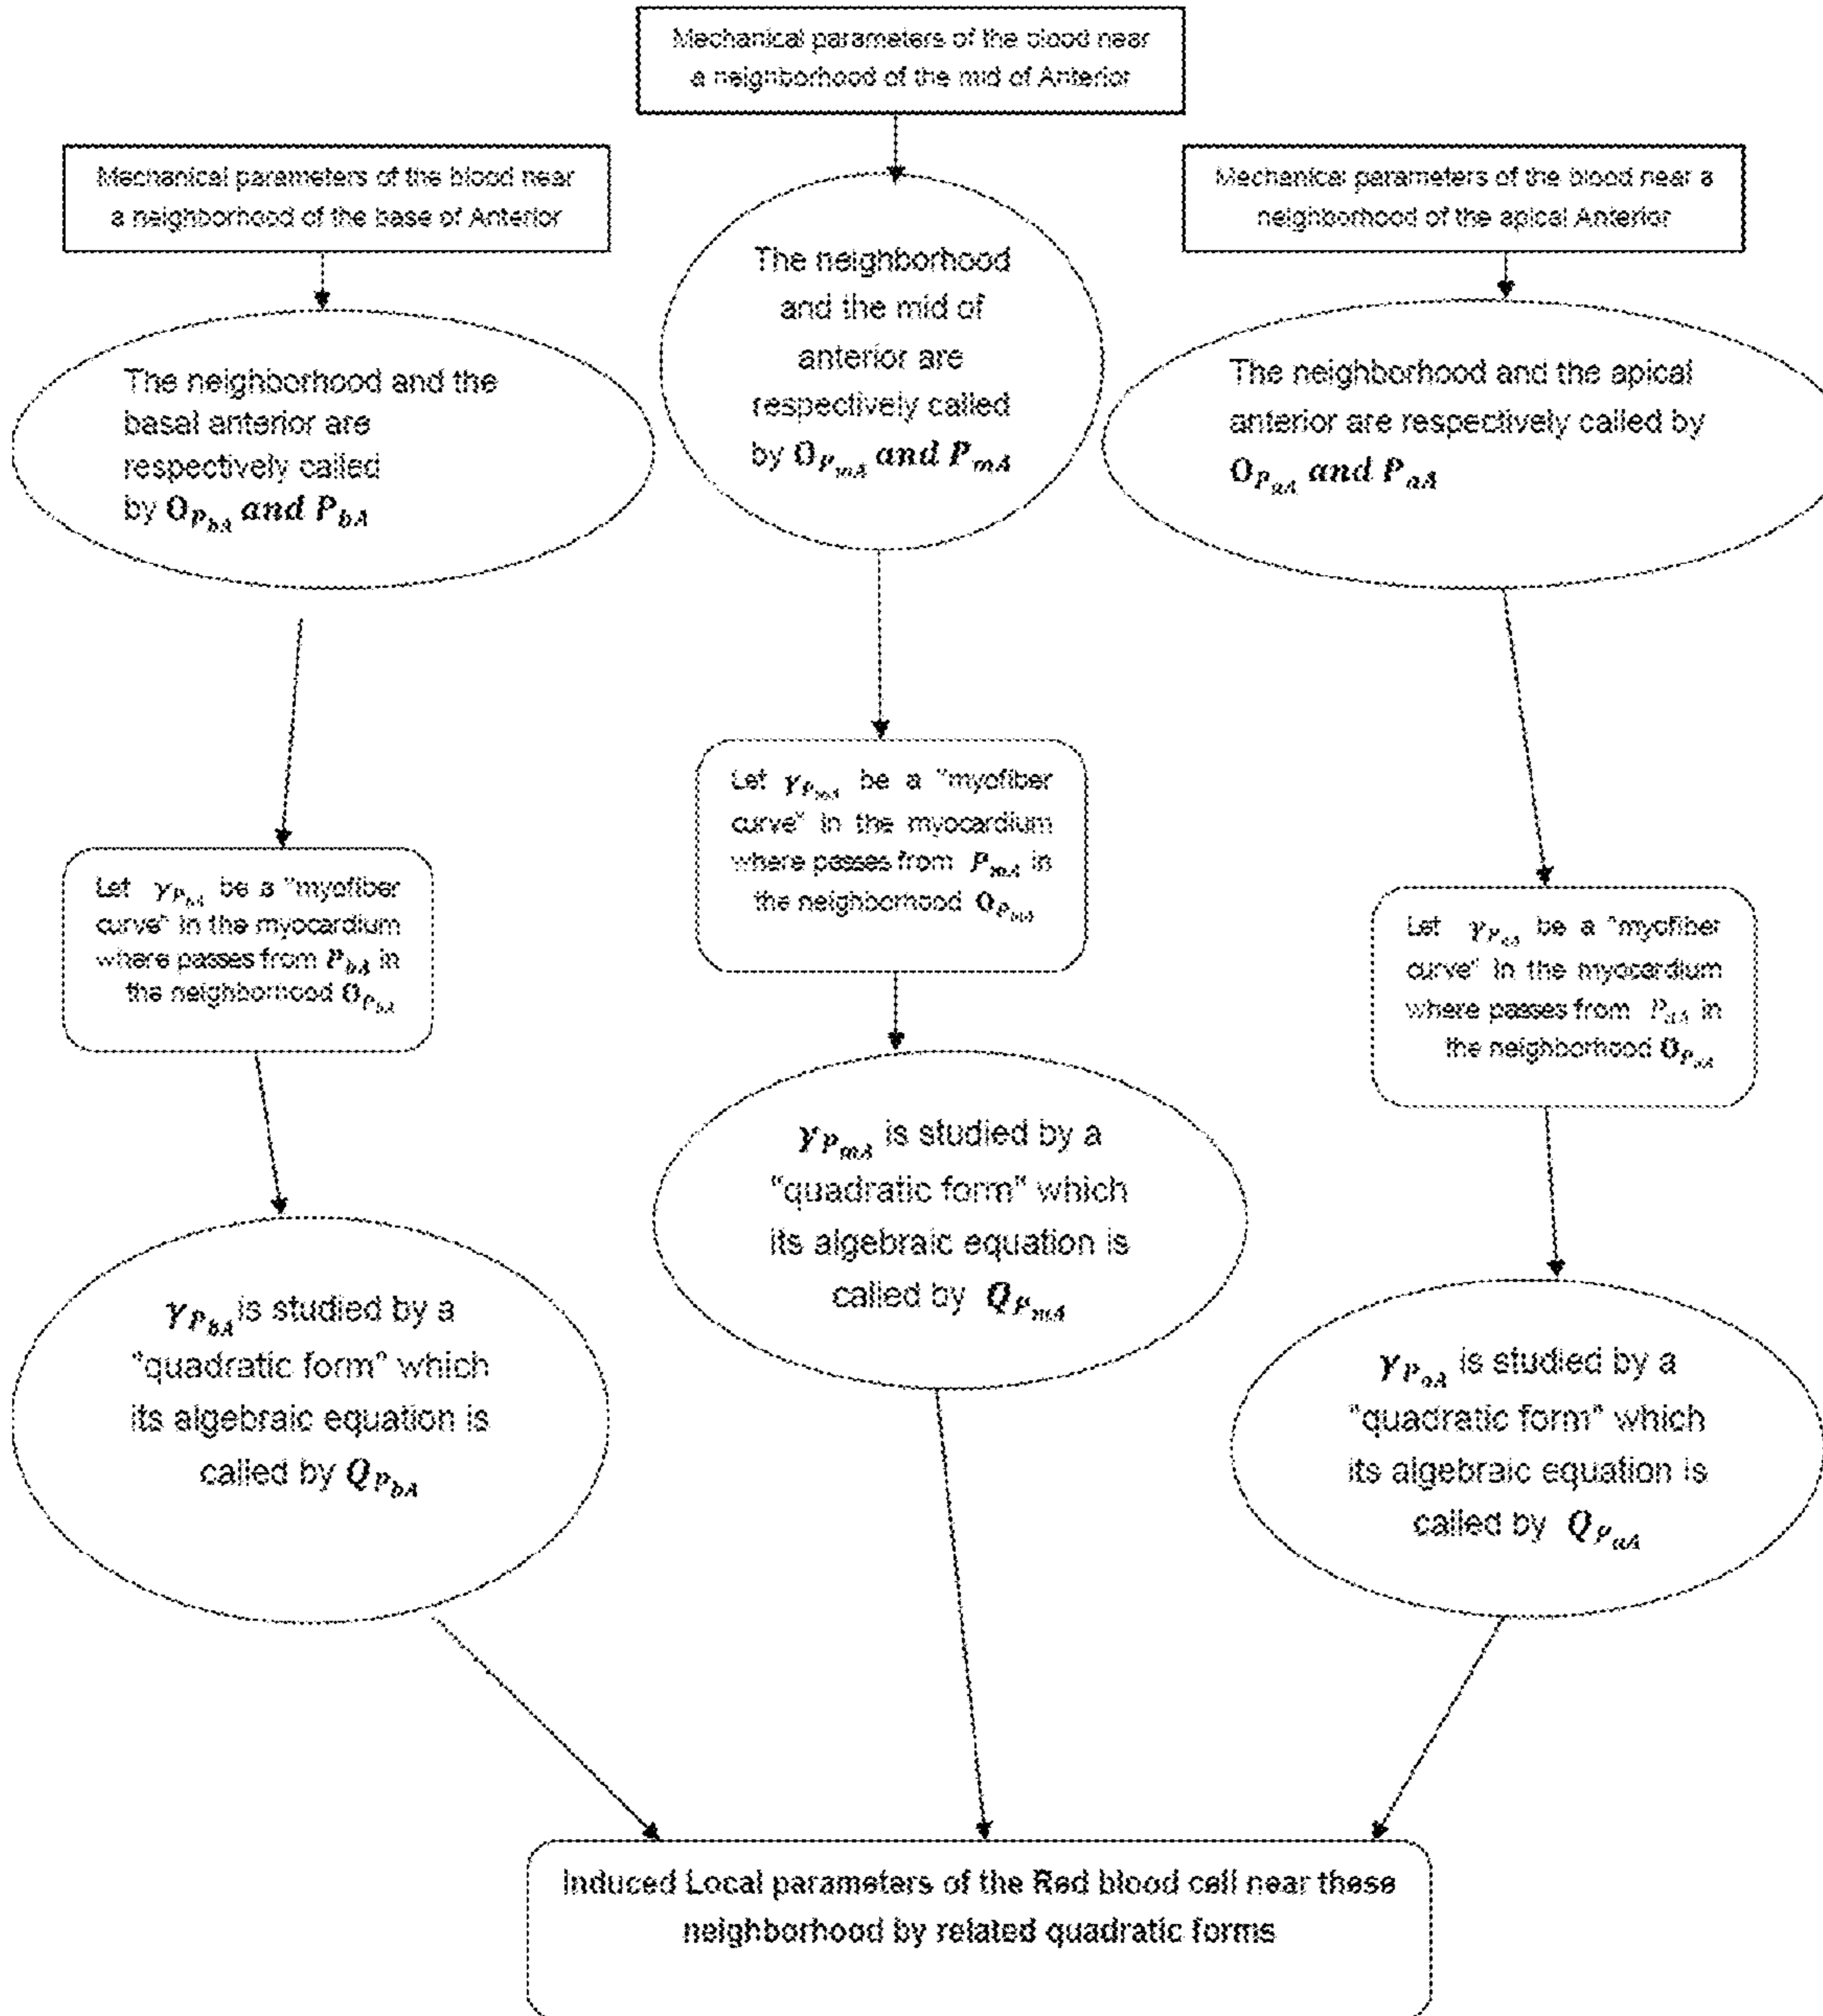 Mechanical parameters of the blood near
a neighborhood of the mid of Anterior
Mechanical parameters of the blood near
a neighborhood of the base of Anterior
Mechanical parameters of the blood near a
neighborhood of the apical Anterior
The neighborhood and the
basal anterior are
respectively called
by O_{P_{bA}} and P_{bA}
The neighborhood
and the mid of
anterior are
respectively called
by O_{P_{mA}} and P_{mA}
The neighborhood and the apical
anterior are respectively called by
O_{P_{aA}} and P_{aA}
Let γ_{P_{bA}} be a "myofiber
curve" in the myocardium
where passes from P_{bA} in
the neighborhood O_{P_{bA}}
Let γ_{P_{mA}} be a "myofiber
curve" in the myocardium
where passes from P_{mA} in
the neighborhood O_{P_{mA}}
Let γ_{P_{aA}} be a "myofiber
curve" in the myocardium
where passes from P_{aA} in
the neighborhood O_{P_{aA}}
γ_{P_{bA}} is studied by a
"quadratic form" which
its algebraic equation is
called by Q_{P_{bA}}
γ_{P_{mA}} is studied by a
"quadratic form" which
its algebraic equation is
called by Q_{P_{mA}}
γ_{P_{aA}} is studied by a
"quadratic form" which
its algebraic equation is
called by Q_{P_{aA}}
Induced Local parameters of the Red blood cell near these
neighborhood by related quadratic forms